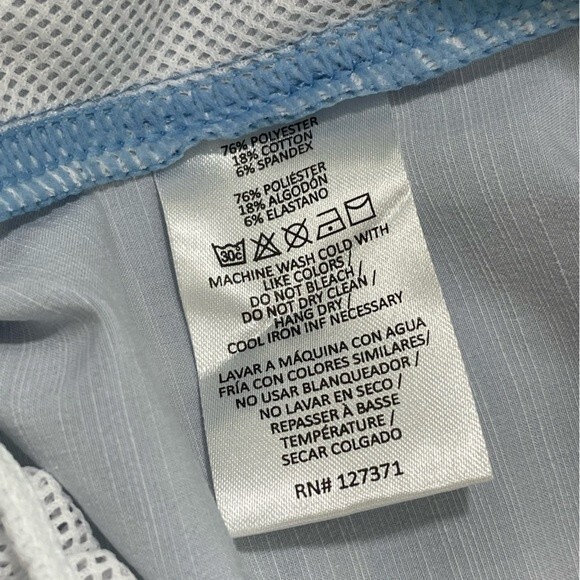 76% POLYESTER
18% COTTON
6% SPANDEX
76% POLIÉSTER
18% ALGODÓN
6% ELASTANO
30c
MACHINE WASH COLD WITH
LIKE COLORS/
DO NOT BLEACH/
DO NOT DRY CLEAN/
HANG DRY/
COOL IRON INF NECESSARY
LAVAR A MÁQUINA CON AGUA
FRÍA CON COLORES SIMILARES/
NO USAR BLANQUEADOR/
NO LAVAR EN SECO/
REPASSER À BASSE
TEMPÉRATURE/
SECAR COLGADO
RN# 127371